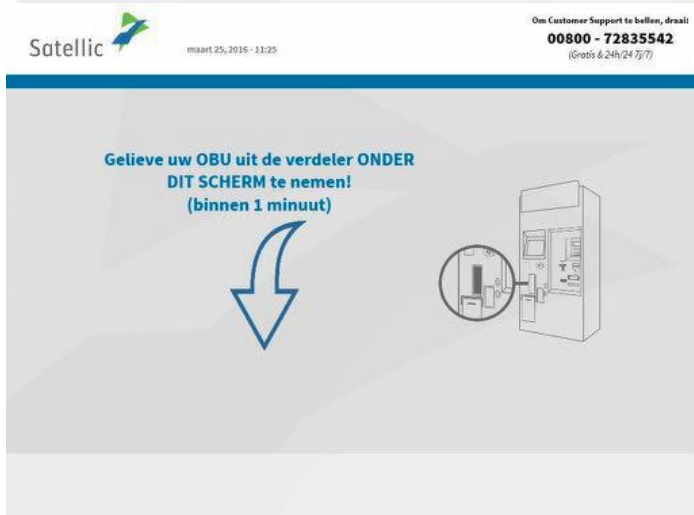 Satellic
maart 25, 2016 - 11:25
Om Customer Support te bellen, draai:
00800 - 72835542
(Gratis & 24h/24 7j/7)
Gelieve uw OBU uit de verdeler ONDER
DIT SCHERM te nemen!
(binnen 1 minuut)